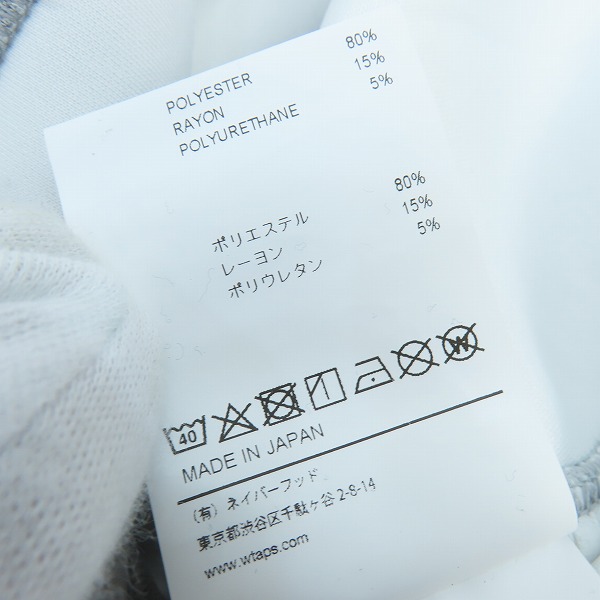 POLYESTER 80%
RAYON 15%
POLYURETHANE 5%
ポリエステル 80%
レーヨン 15%
ポリウレタン 5%
40 W
MADE IN JAPAN
(有) ネイバーフッド
東京都渋谷区千駄ヶ谷 2-8-14
www.wtaps.com